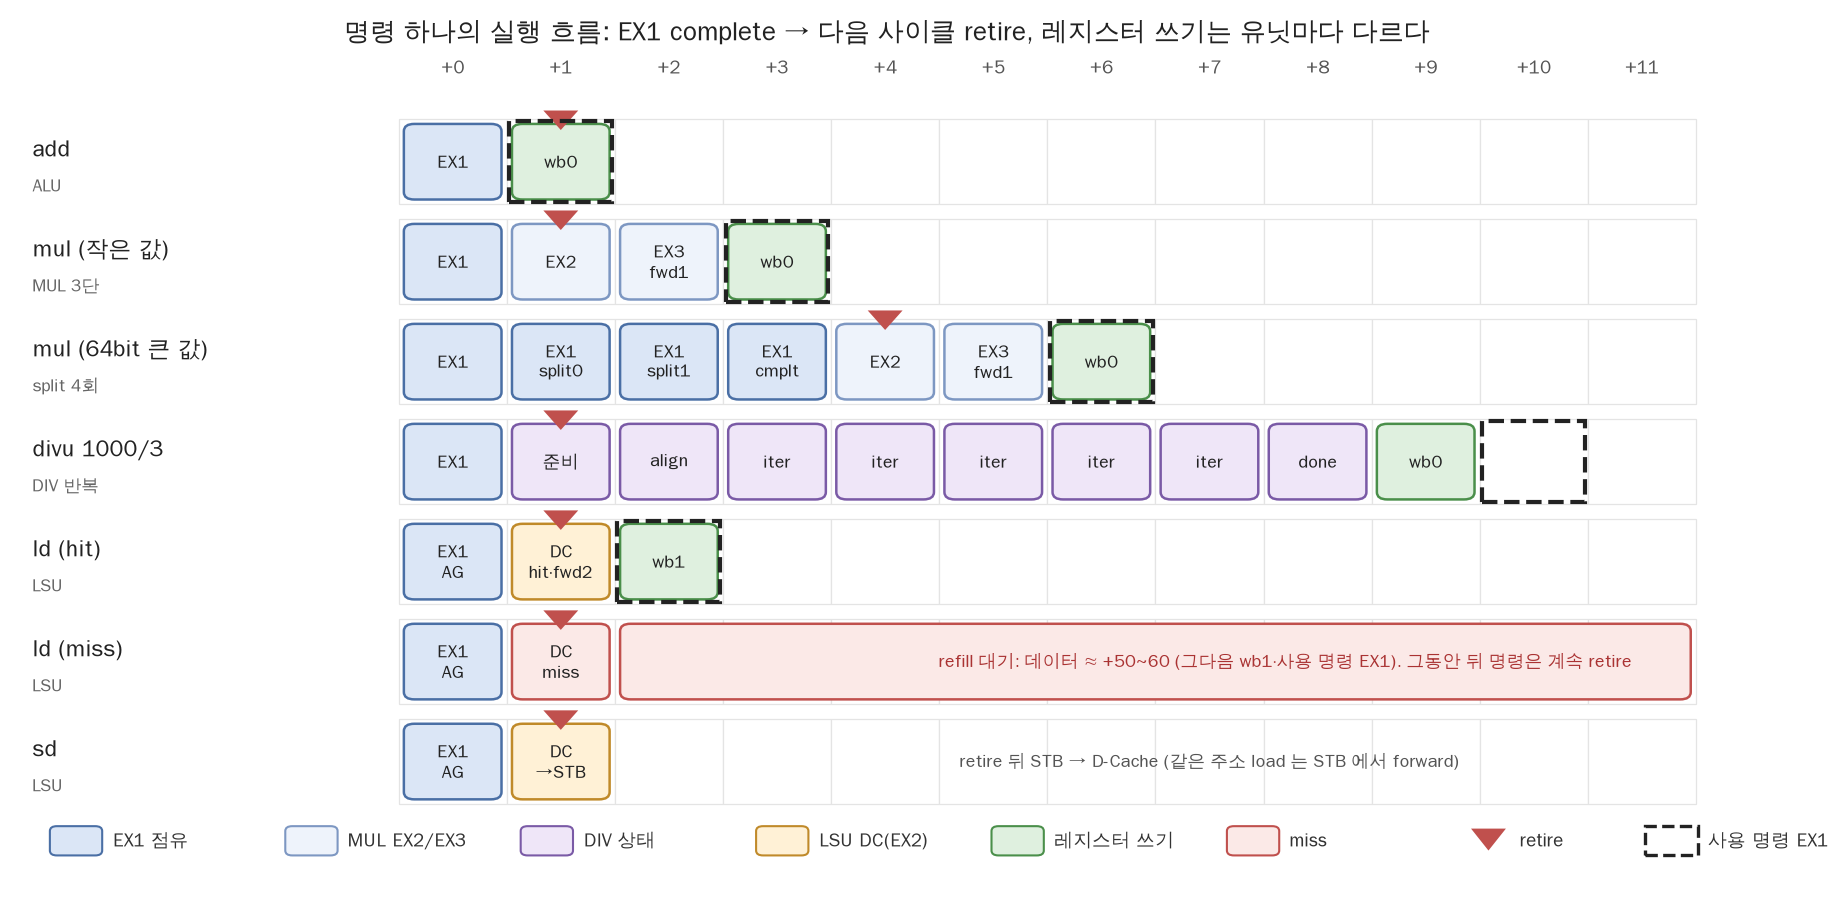 명령 하나의 실행 흐름: EX1 complete → 다음 사이클 retire, 레지스터 쓰기는 유닛마다 다르다
+0 +1 +2 +3 +4 +5 +6 +7 +8 +9 +10 +11
add
ALU
EX1
wb0
mul (작은 값)
MUL 3단
EX1
EX2
EX3
fwd1
wb0
mul (64bit 큰 값)
split 4회
EX1
EX1
split0
EX1
split1
EX1
cmplt
EX2
EX3
fwd1
wb0
divu 1000/3
DIV 반복
EX1
준비
align
iter
iter
iter
iter
iter
done
wb0
ld (hit)
LSU
EX1
AG
DC
hit·fwd2
wb1
ld (miss)
LSU
EX1
AG
DC
miss
refill 대기: 데이터 ≈ +50~60 (그다음 wb1·사용 명령 EX1). 그동안 뒤 명령은 계속 retire
sd
LSU
EX1
AG
DC
→STB
retire 뒤 STB → D-Cache (같은 주소 load 는 STB 에서 forward)
EX1 점유
MUL EX2/EX3
DIV 상태
LSU DC(EX2)
레지스터 쓰기
miss
retire
사용 명령 EX1